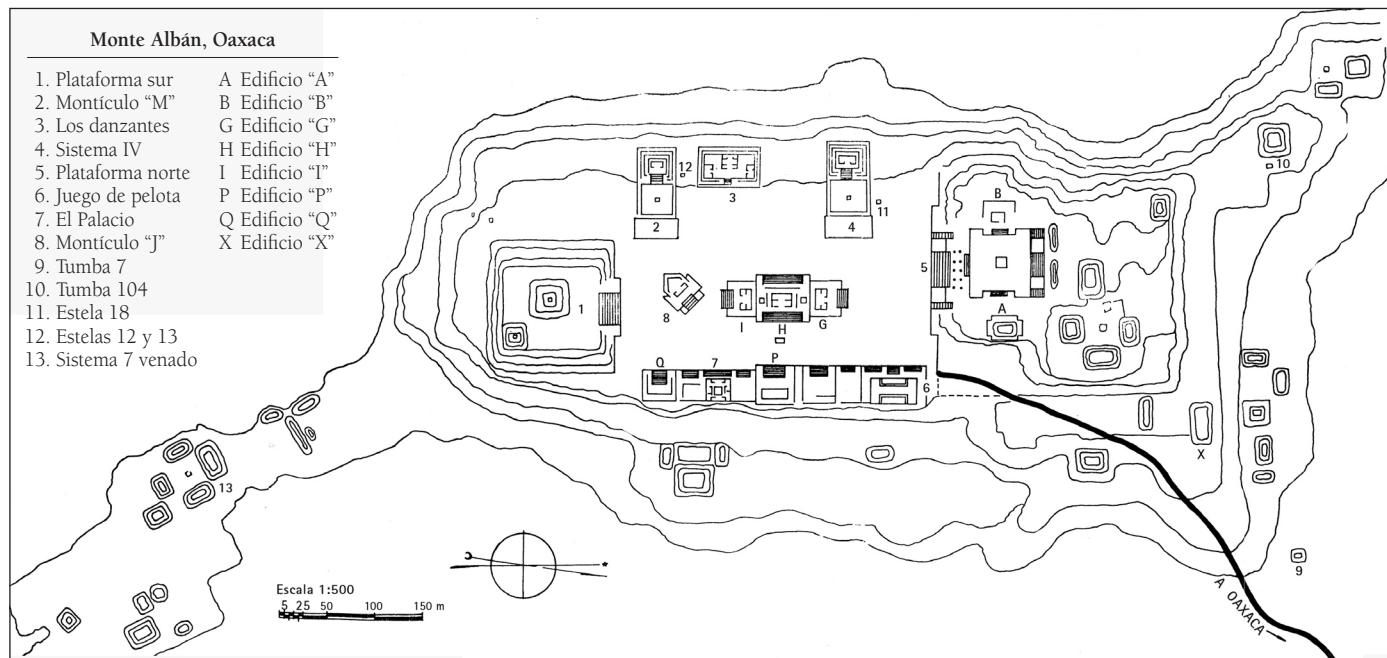 Monte Albán, Oaxaca
1. Plataforma sur
2. Montículo “M”
3. Los danzantes
4. Sistema IV
5. Plataforma norte
6. Juego de pelota
7. El Palacio
8. Montículo “J”
9. Tumba 7
10. Tumba 104
11. Estela 18
12. Estelas 12 y 13
13. Sistema 7 venado
A Edificio “A”
B Edificio “B”
G Edificio “G”
H Edificio “H”
I Edificio “I”
P Edificio “P”
Q Edificio “Q”
X Edificio “X”
12
3
10
B
11
2
4
5
1
8
I
H
G
A
Q
7
P
6
X
13
9
Escala 1:500
5 25 50 100 150 m
A OAXACA